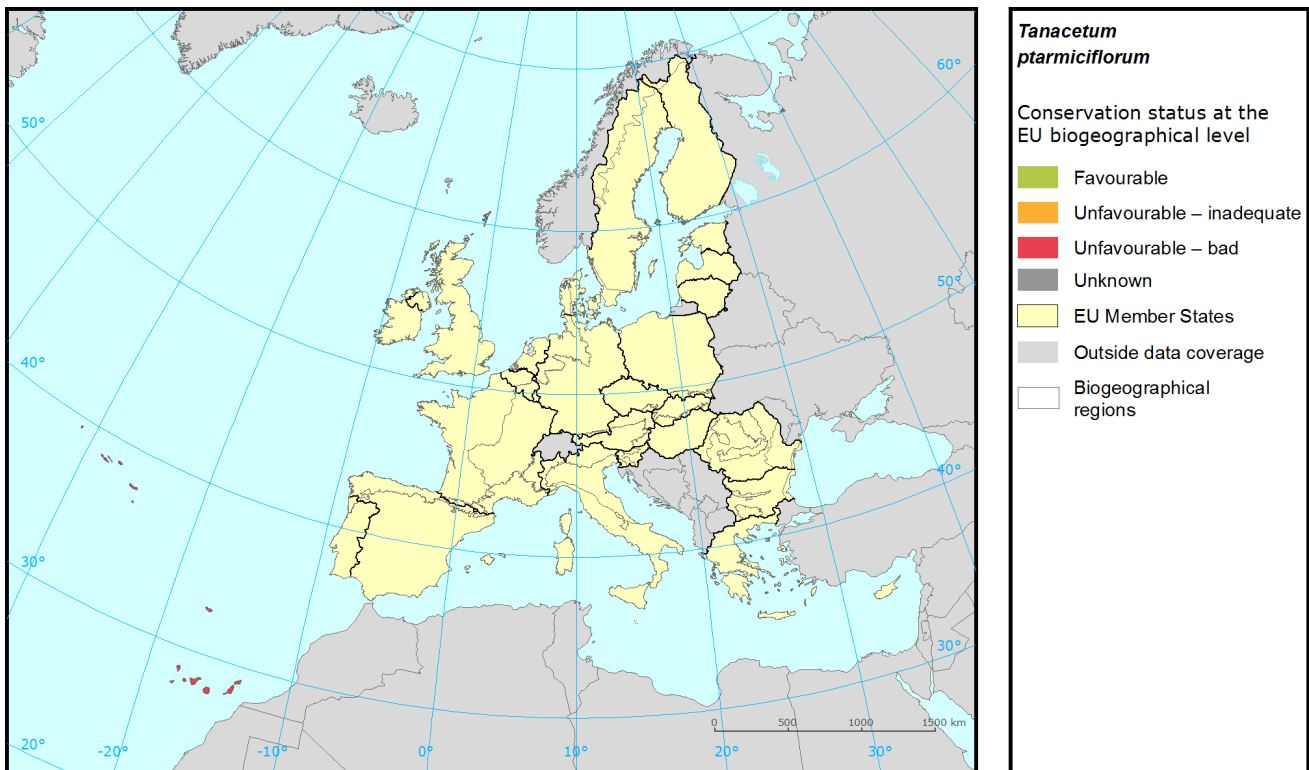 60°
50°
50°
40°
40°
30°
30°
20°
-20°
-10°
0°
10°
20°
30°
0 500 1000 1500 km
Tanacetum
ptarmiciflorum
Conservation status at the
EU biogeographical level
Favourable
Unfavourable – inadequate
Unfavourable – bad
Unknown
EU Member States
Outside data coverage
Biogeographical
regions